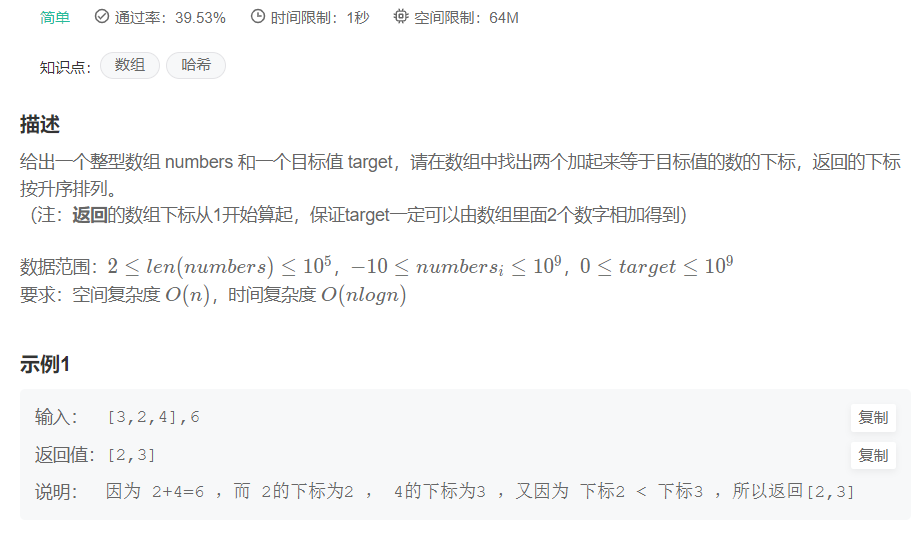 简单 通过率：39.53% 时间限制：1秒 空间限制：64M
知识点： 数组 哈希
描述
给出一个整型数组 numbers 和一个目标值 target，请在数组中找出两个加起来等于目标值的数的下标，返回的下标
按升序排列。
（注：返回的数组下标从1开始算起，保证target一定可以由数组里面2个数字相加得到）
数据范围：2 ≤ len(numbers) ≤ 10^5，−10 ≤ numbers_i ≤ 10^9，0 ≤ target ≤ 10^9
要求：空间复杂度 O(n)，时间复杂度 O(nlogn)
示例1
输入： [3,2,4],6 复制
返回值： [2,3] 复制
说明： 因为 2+4=6 ，而 2的下标为2 ， 4的下标为3 ，又因为 下标2 < 下标3 ，所以返回[2,3]